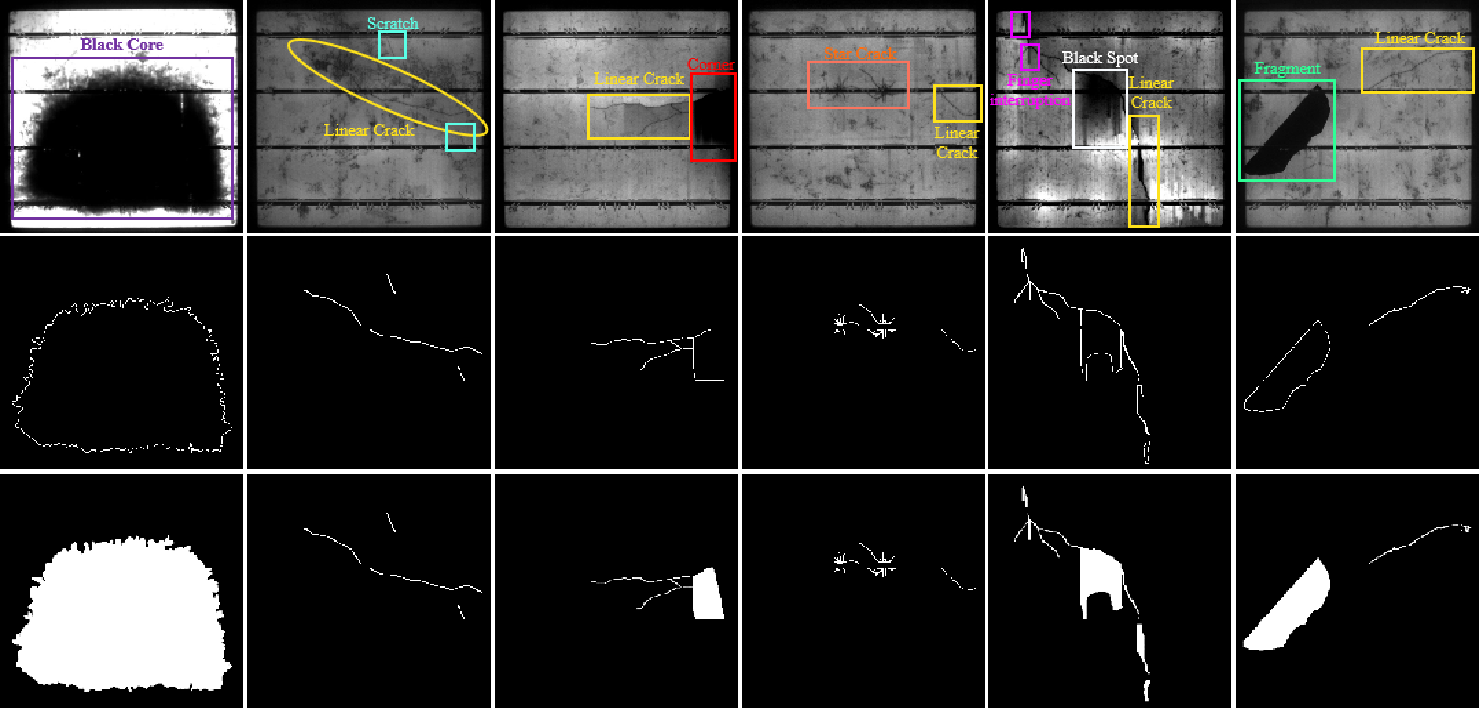 Black Core
Scratch
Linear Crack
Linear Crack
Corner
Star Crack
Linear
Crack
Finger
interruption
Black Spot
Linear
Crack
Fragment
Linear Crack